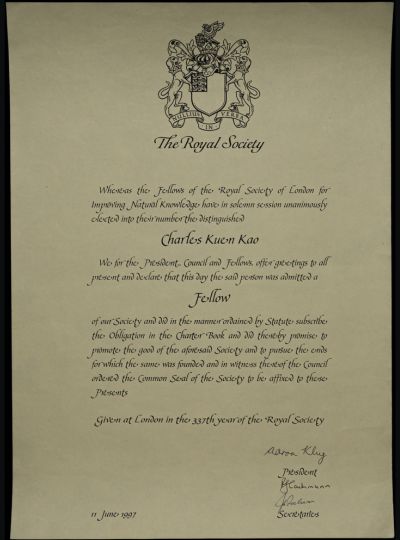 NULLIUS IN VERBA
The Royal Society
Whereas the Fellows of the Royal Society of London for
Improving Natural Knowledge have in solemn session unanimously
elected into their number the distinguished
Charles Kuen Kao
We for the President, Council and Fellows, offer greetings to all
present and declare that this day the said person was admitted a
Fellow
of our Society and did in the manner ordained by Statute subscribe
the Obligation in the Charter Book and did thereby promise to
promote the good of the aforesaid Society and to pursue the ends
for which the same was founded and in witness thereof the Council
ordered the Common Seal of the Society to be affixed to these
Presents
Given at London in the 337th year of the Royal Society
Aaron Klug
President
Secretaries
11 June 1997